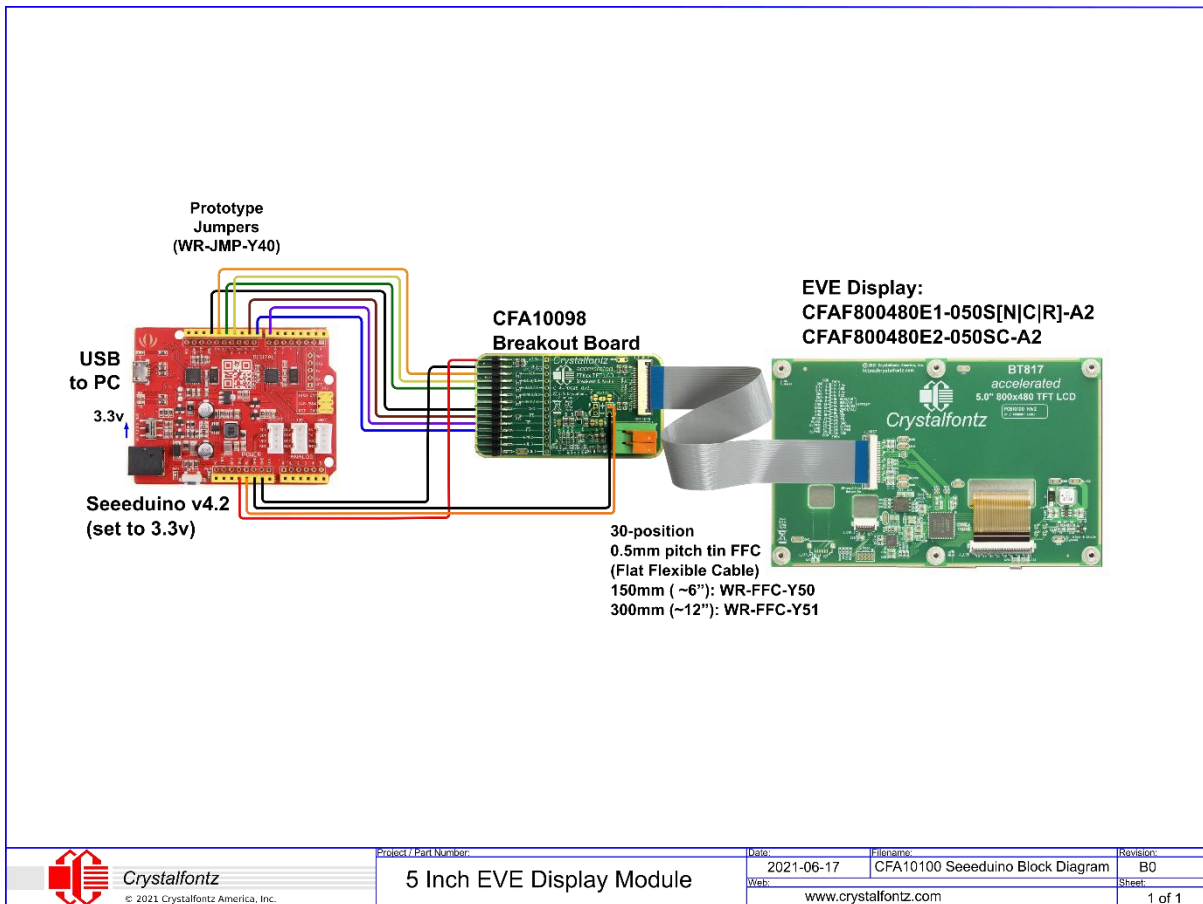 Prototype
Jumpers
(WR-JMP-Y40)
USB
to PC
3.3v
DIGITAL
POWER
ANALOG
Seeeduino v4.2
(set to 3.3v)
CFA10098
Breakout Board
Crystalfontz
accelerated
30-position
0.5mm pitch tin FFC
(Flat Flexible Cable)
150mm ( ~6”): WR-FFC-Y50
300mm (~12”): WR-FFC-Y51
EVE Display:
CFAF800480E1-050S[N|C|R]-A2
CFAF800480E2-050SC-A2
BT817
accelerated
5.0" 800x480 TFT LCD
Crystalfontz
Crystalfontz
© 2021 Crystalfontz America, Inc.
Project / Part Number:
5 Inch EVE Display Module
Date:
2021-06-17
Filename:
CFA10100 Seeeduino Block Diagram
Revision:
B0
Web:
www.crystalfontz.com
Sheet:
1 of 1